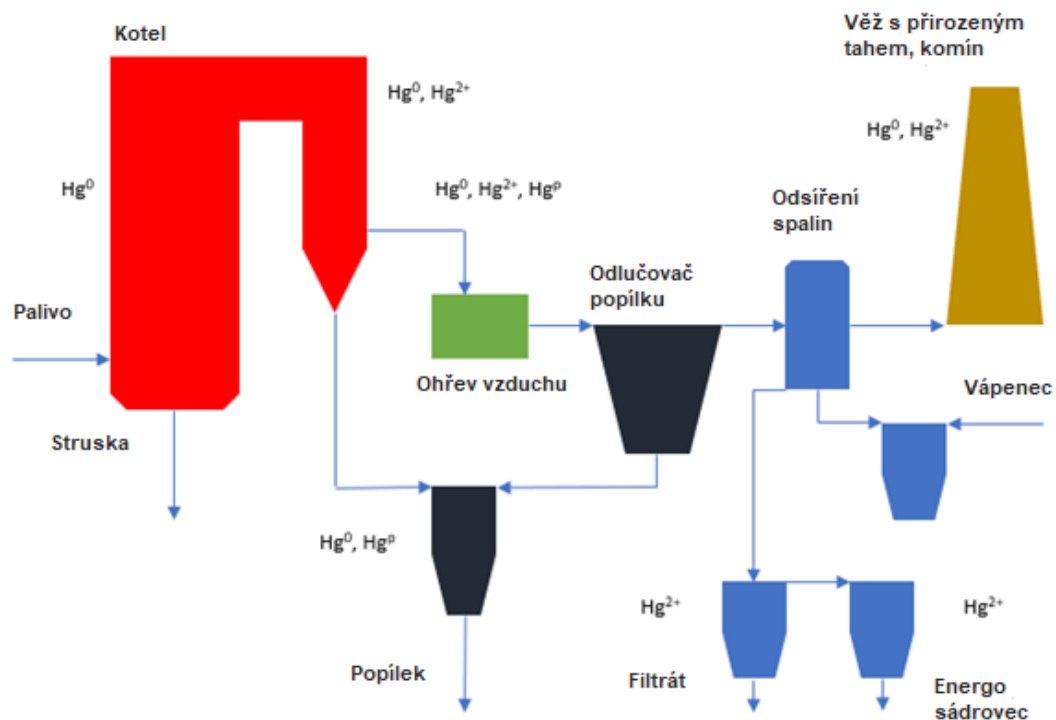 Kotel
Věž s přirozeným
tahem, komín
Hg⁰, Hg²⁺
Hg⁰, Hg²⁺
Hg⁰
Hg⁰, Hg²⁺, Hgᵖ
Odsíření
spalin
Odlučovač
popílku
Palivo
Ohřev vzduchu
Vápenec
Struska
Hg⁰, Hgᵖ
Hg²⁺
Hg²⁺
Popílek
Filtrát
Energo
sádrovec